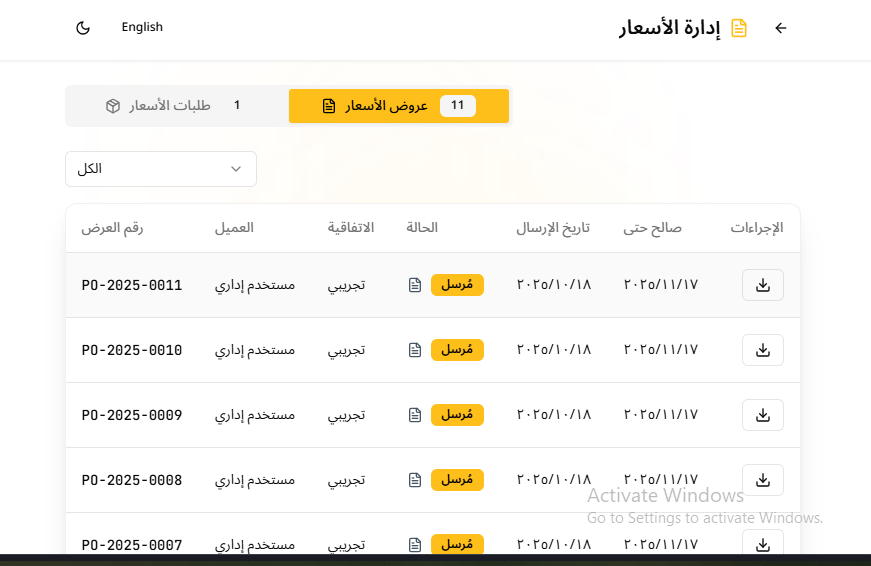 إدارة الأسعار
English
عروض الأسعار 11
طلبات الأسعار 1
الكل
رقم العرض العميل الاتفاقية الحالة تاريخ الإرسال صالح حتى الإجراءات
PO-2025-0011 مستخدم إداري تجريبي مُرسل ٢٠٢٥/١٠/١٨ ٢٠٢٥/١١/١٧
PO-2025-0010 مستخدم إداري تجريبي مُرسل ٢٠٢٥/١٠/١٨ ٢٠٢٥/١١/١٧
PO-2025-0009 مستخدم إداري تجريبي مُرسل ٢٠٢٥/١٠/١٨ ٢٠٢٥/١١/١٧
PO-2025-0008 مستخدم إداري تجريبي مُرسل ٢٠٢٥/١٠/١٨ ٢٠٢٥/١١/١٧
Activate Windows
Go to Settings to activate Windows.
PO-2025-0007 مستخدم إداري تجريبي مُرسل ٢٠٢٥/١٠/١٨ ٢٠٢٥/١١/١٧